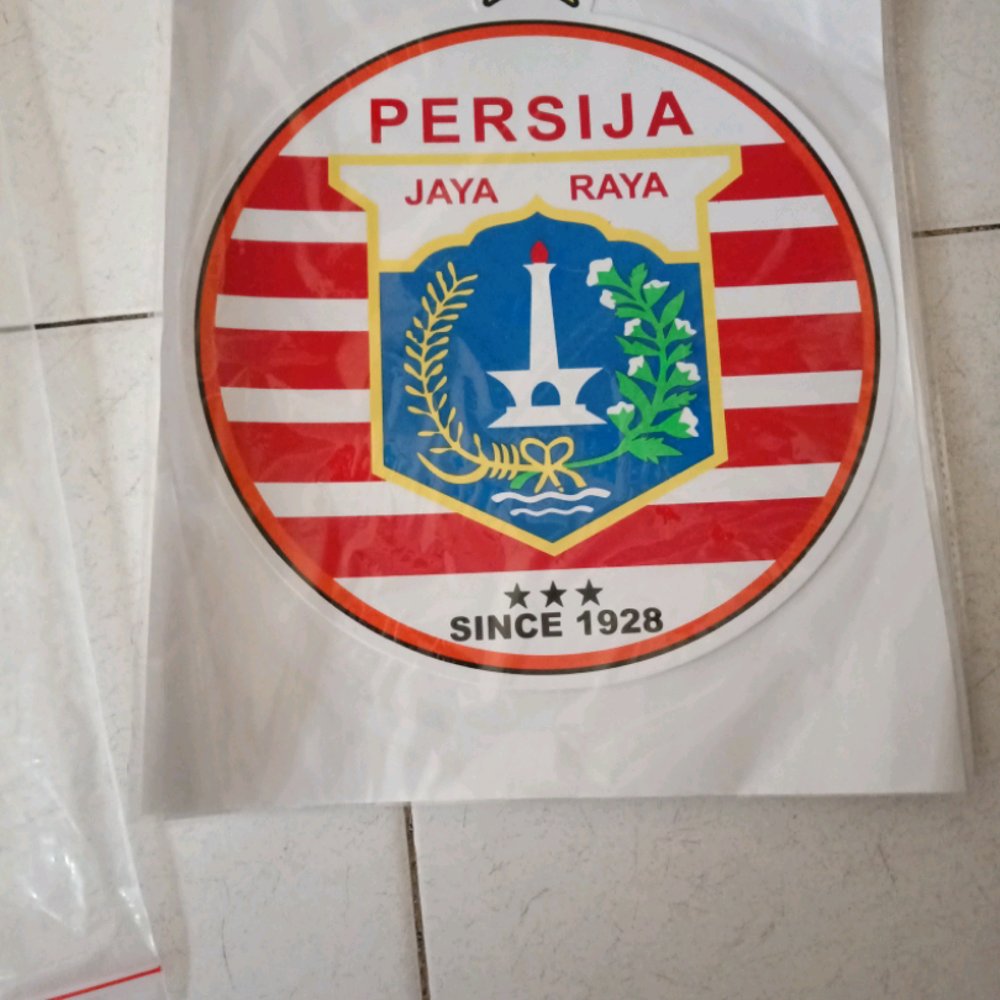 PERSIJA
JAYA RAYA
★★★
SINCE 1928